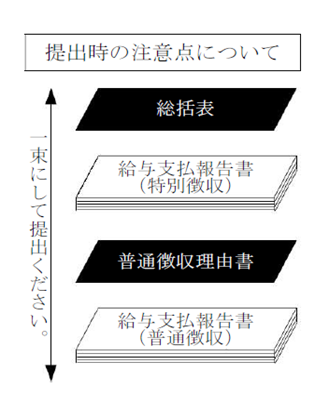 提出時の注意点について
一束にして提出ください。
総括表
給与支払報告書
（特別徴収）
普通徴収理由書
給与支払報告書
（普通徴収）